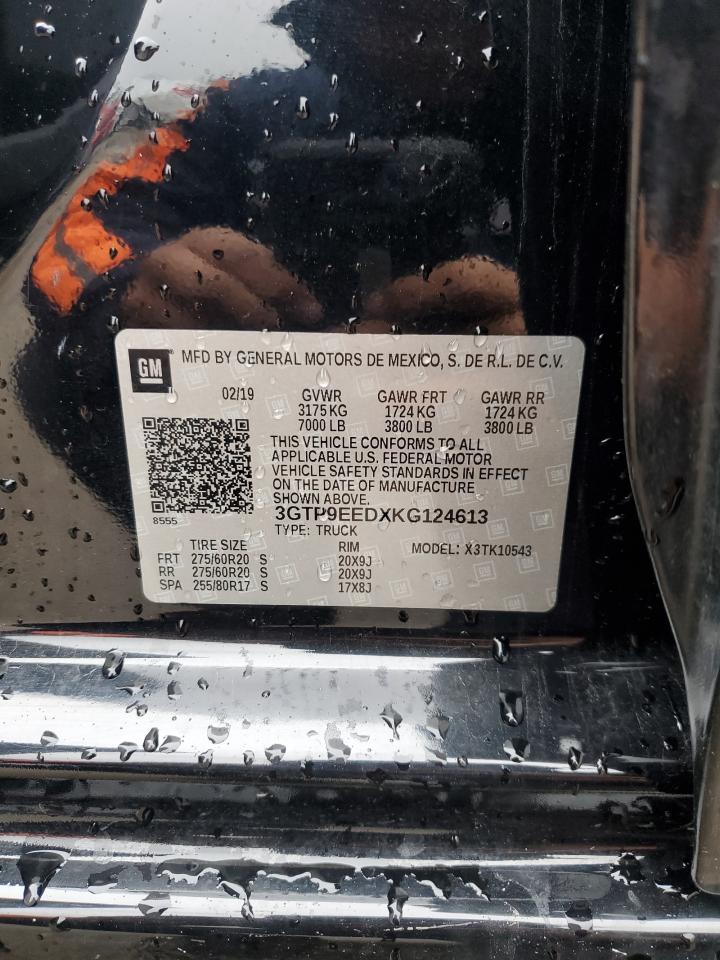 GM MFD BY GENERAL MOTORS DE MEXICO, S. DE R.L. DE C.V.
02/19 GVWR GAWR FRT GAWR RR
3175 KG 1724 KG 1724 KG
7000 LB 3800 LB 3800 LB
THIS VEHICLE CONFORMS TO ALL
APPLICABLE U.S. FEDERAL MOTOR
VEHICLE SAFETY STANDARDS IN EFFECT
ON THE DATE OF MANUFACTURE
SHOWN ABOVE.
8555 3GTP9EEDXKG124613
TYPE: TRUCK
TIRE SIZE RIM MODEL: X3TK10543
FRT 275/60R20 S 20X9J
RR 275/60R20 S 20X9J
SPA 255/80R17 S 17X8J